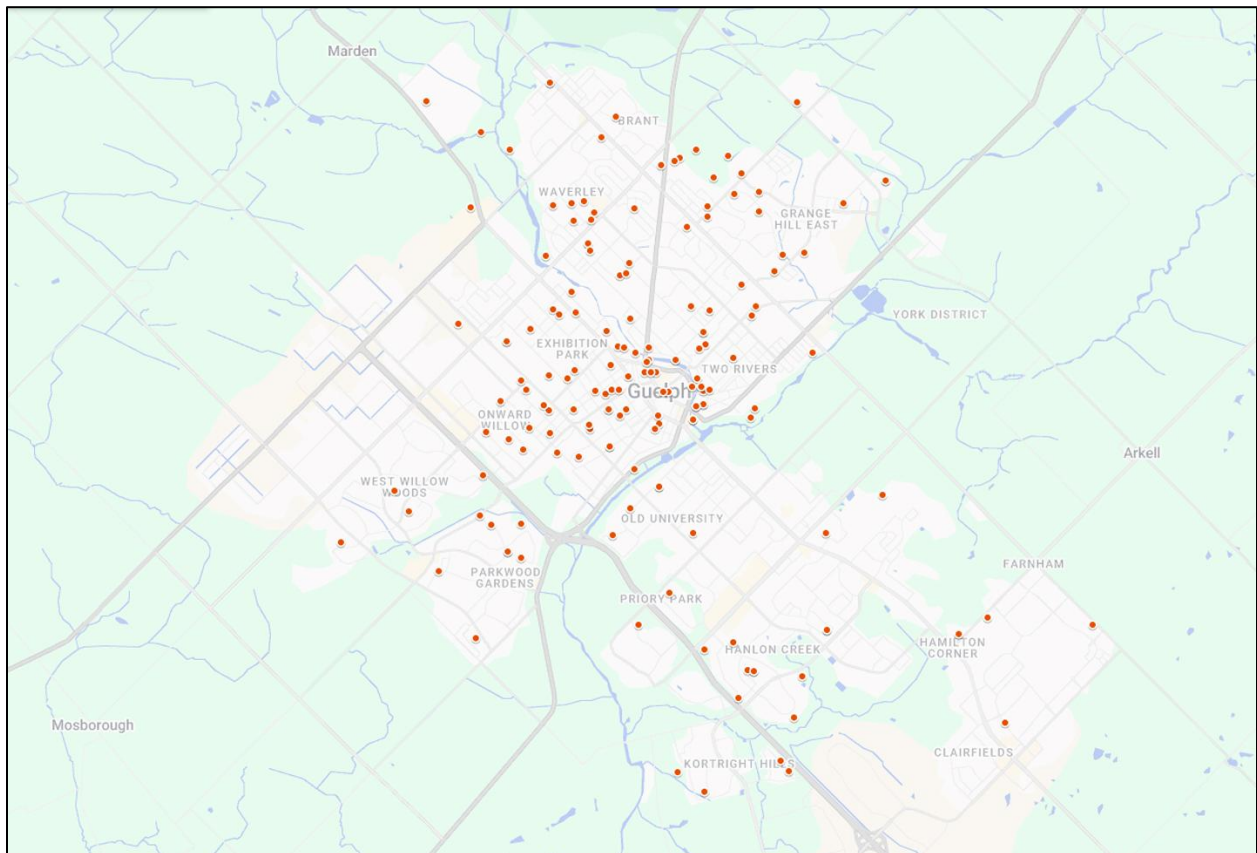 Marden
BRANT
WAVERLEY
GRANGE
HILL EAST
YORK DISTRICT
EXHIBITION
PARK
TWO RIVERS
Guelph
ONWARD
WILLOW
Arkell
WEST WILLOW
WOODS
OLD UNIVERSITY
FARNHAM
PARKWOOD
GARDENS
PRIORY PARK
HANLON CREEK
HAMILTON
CORNER
Mosborough
CLAIRFIELDS
KORTRIGHT HILLS